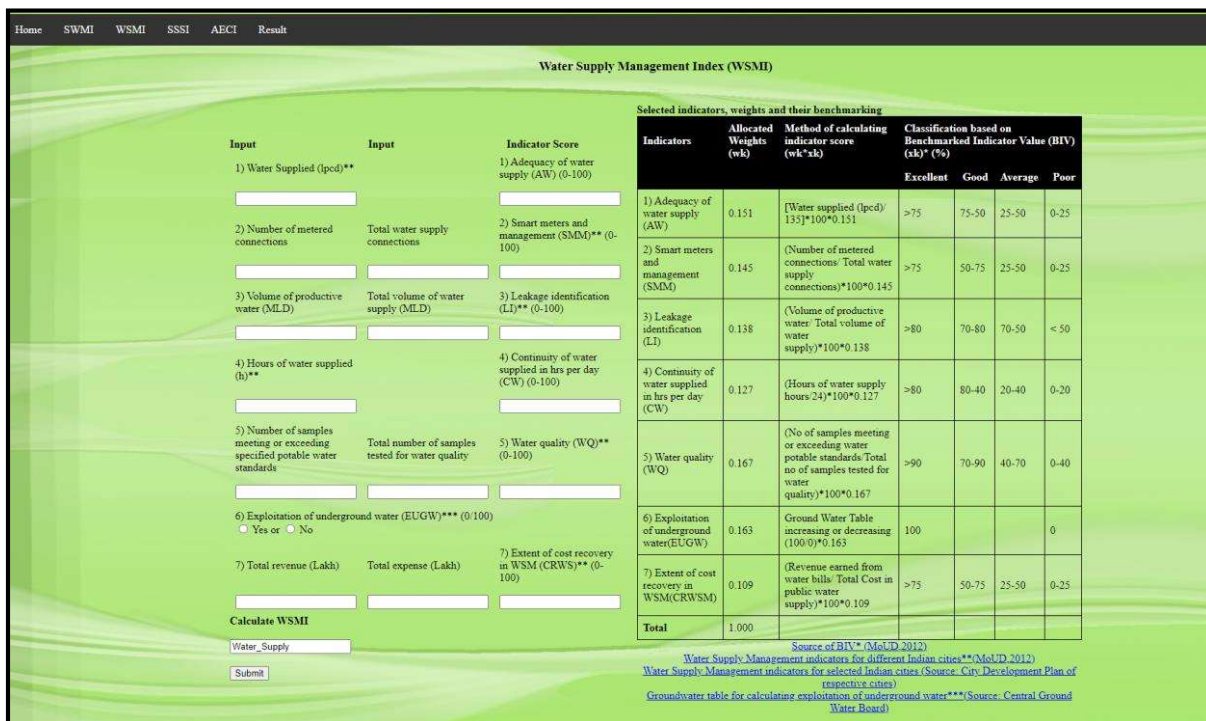 Home SWMI WSMI SSSI AECI Result
Water Supply Management Index (WSMI)
Input Input Indicator Score
1) Water Supplied (lpcd)**
1) Adequacy of water
supply (AW) (0-100)
2) Number of metered
connections
Total water supply
connections
2) Smart meters and
management (SMM)** (0-
100)
3) Volume of productive
water (MLD)
Total volume of water
supply (MLD)
3) Leakage identification
(LI)** (0-100)
4) Hours of water supplied
(h)**
4) Continuity of water
supplied in hrs per day
(CW) (0-100)
5) Number of samples
meeting or exceeding
specified potable water
standards
Total number of samples
tested for water quality
5) Water quality (WQ)**
(0-100)
6) Exploitation of underground water (EUGW)*** (0/100)
Yes or No
7) Total revenue (Lakh)
Total expense (Lakh)
7) Extent of cost recovery
in WSM (CRWS)** (0-
100)
Calculate WSMI
Water_Supply
Submit
Selected indicators, weights and their benchmarking
Indicators
Allocated
Weights
(wk)
Method of calculating
indicator score
(wk*xk)
Classification based on
Benchmarked Indicator Value (BIV)
(xk)* (%)
Excellent Good Average Poor
1) Adequacy of
water supply
(AW)
0.151
[Water supplied (lpcd)/
135]*100*0.151
>75 75-50 25-50 0-25
2) Smart meters
and
management
(SMM)
0.145
(Number of metered
connections/ Total water
supply
connections)*100*0.145
>75 50-75 25-50 0-25
3) Leakage
identification
(LI)
0.138
(Volume of productive
water/ Total volume of
water
supply)*100*0.138
>80 70-80 70-50 < 50
4) Continuity of
water supplied
in hrs per day
(CW)
0.127
(Hours of water supply
hours/24)*100*0.127
>80 80-40 20-40 0-20
5) Water quality
(WQ)
0.167
(No of samples meeting
or exceeding water
potable standards/Total
no of samples tested for
water
quality)*100*0.167
>90 70-90 40-70 0-40
6) Exploitation
of underground
water(EUGW)
0.163
Ground Water Table
increasing or decreasing
(100/0)*0.163
100 0
7) Extent of cost
recovery in
WSM(CRWSM)
0.109
(Revenue earned from
water bills/ Total Cost in
public water
supply)*100*0.109
>75 50-75 25-50 0-25
Total 1.000
Source of BIV* (MoUD,2012)
Water Supply Management indicators for different Indian cities**(MoUD,2012)
Water Supply Management indicators for selected Indian cities (Source: City Development Plan of
respective cities)
Groundwater table for calculating exploitation of underground water***(Source: Central Ground
Water Board)